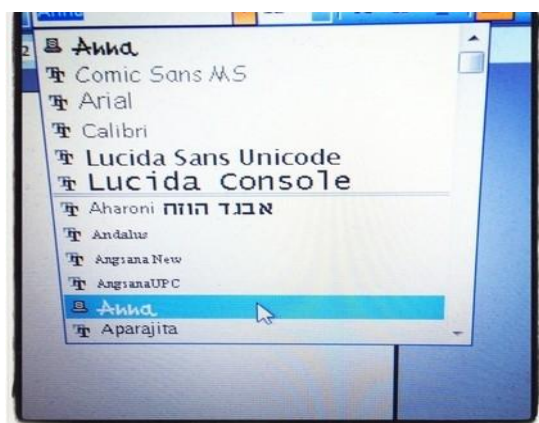 Anna
Anna
Comic Sans MS
Arial
Calibri
Lucida Sans Unicode
Lucida Console
Aharoni אבגד הוזח
Andalus
Angsana New
AngsanaUPC
Anna
Aparajita